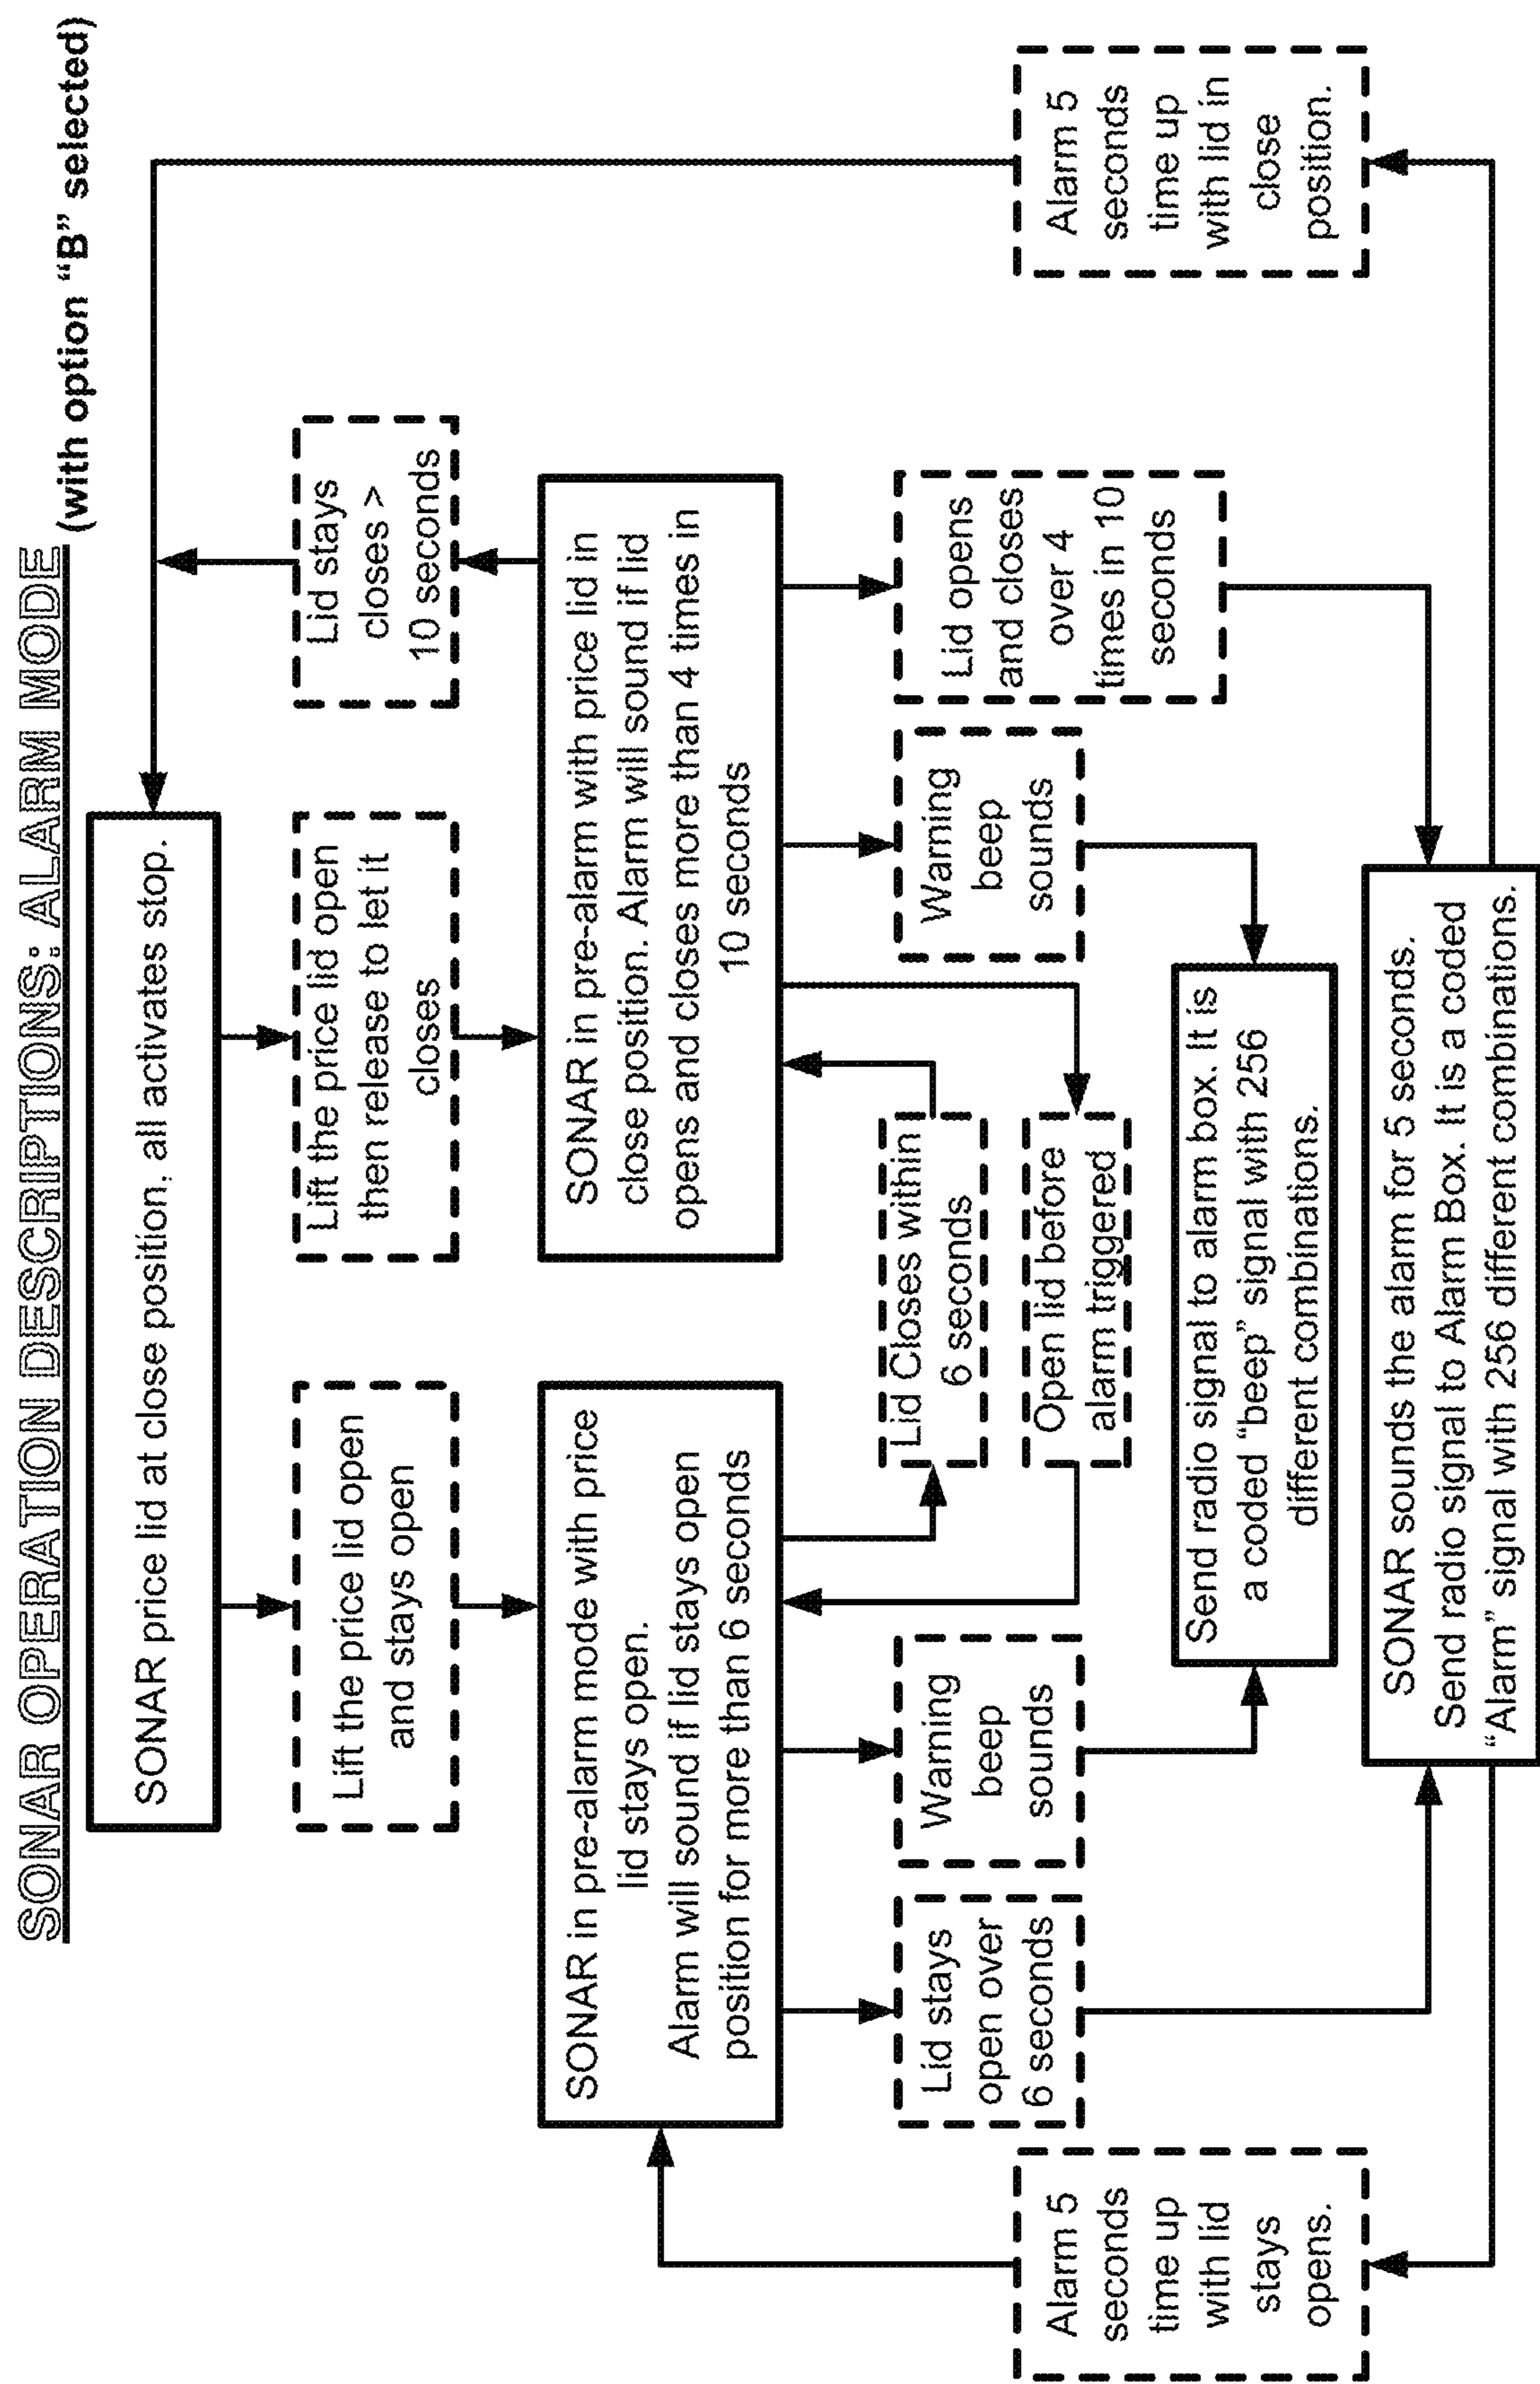 SONAR OPERATION DESCRIPTIONS: ALARM MODE
(with option “B” selected)
SONAR price lid at close position, all activates stop.
Lift the price lid open
and stays open
Lift the price lid open
then release to let it
closes
Lid stays
closes >
10 seconds
SONAR in pre-alarm mode with price
lid stays open.
Alarm will sound if lid stays open
position for more than 6 seconds
SONAR in pre-alarm with price lid in
close position. Alarm will sound if lid
opens and closes more than 4 times in
10 seconds
Lid stays
open over
6 seconds
Warning
beep
sounds
Lid Closes within
6 seconds
Open lid before
alarm triggered
Warning
beep
sounds
Lid opens
and closes
over 4
times in 10
seconds
Alarm 5
seconds
time up
with lid
stays
opens.
Send radio signal to alarm box. It is
a coded “beep” signal with 256
different combinations.
Alarm 5
seconds
time up
with lid in
close
position.
SONAR sounds the alarm for 5 seconds.
Send radio signal to Alarm Box. It is a coded
“Alarm” signal with 256 different combinations.